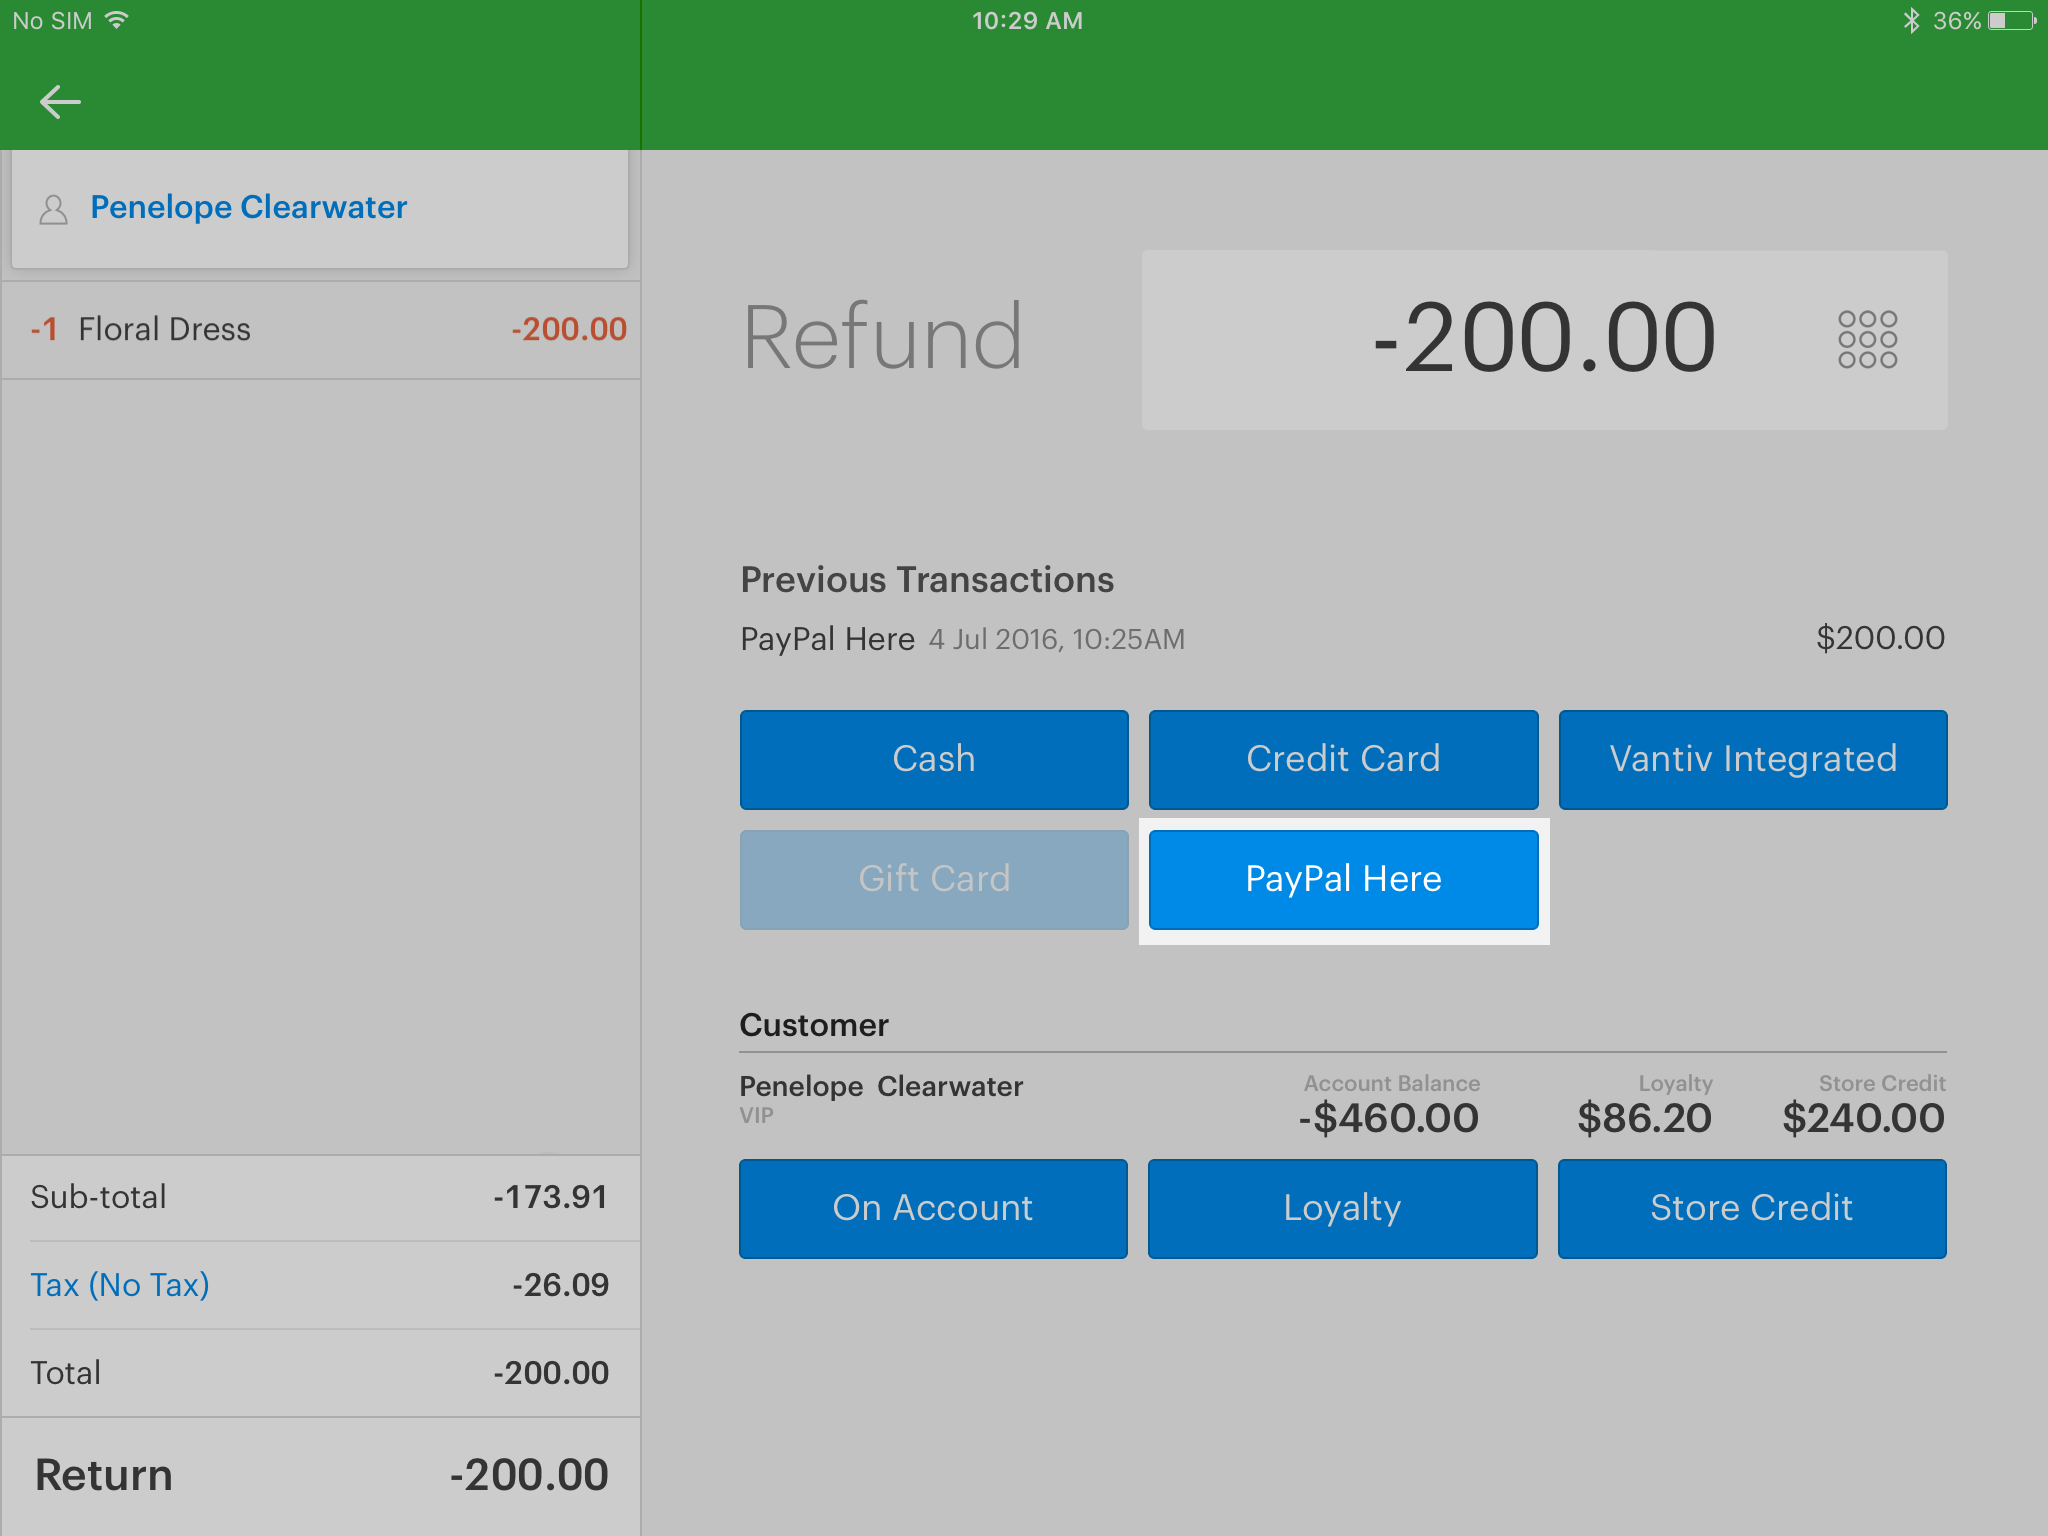 No SIM 10:29 AM 36%
Penelope Clearwater
-1 Floral Dress -200.00
Refund -200.00
Previous Transactions
PayPal Here 4 Jul 2016, 10:25AM $200.00
Cash Credit Card Vantiv Integrated
Gift Card PayPal Here
Customer
Penelope Clearwater
VIP
Account Balance Loyalty Store Credit
-$460.00 $86.20 $240.00
On Account Loyalty Store Credit
Sub-total -173.91
Tax (No Tax) -26.09
Total -200.00
Return -200.00